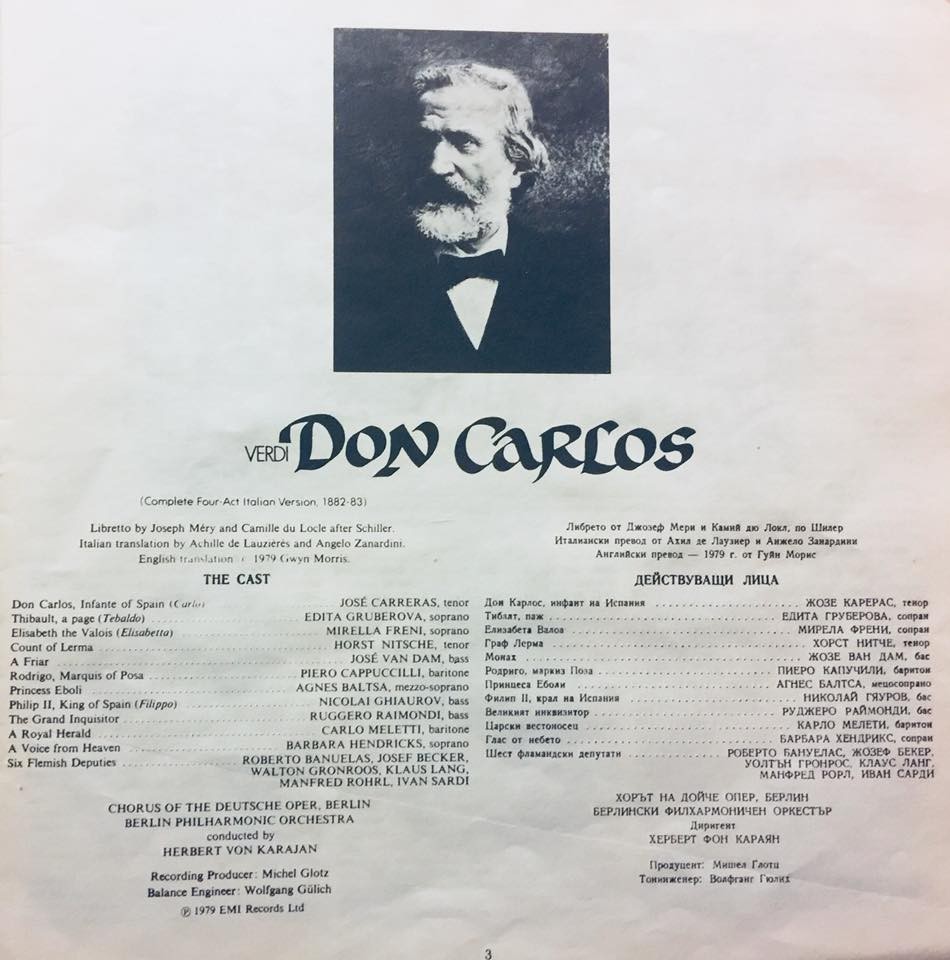 VERDI DON CARLOS
(Complete Four-Act Italian Version, 1882-83)
Libretto by Joseph Méry and Camille du Locle after Schiller.
Italian translation by Achille de Lauzières and Angelo Zanardini.
English translation © 1979 Gwyn Morris.
THE CAST
Don Carlos, Infante of Spain (Carlo) JOSÉ CARRERAS, tenor
Thibault, a page (Tebaldo) EDITA GRUBEROVA, soprano
Elisabeth the Valois (Elisabetta) MIRELLA FRENI, soprano
Count of Lerma HORST NITSCHE, tenor
A Friar JOSÉ VAN DAM, bass
Rodrigo, Marquis of Posa PIERO CAPPUCCILLI, baritone
Princess Eboli AGNES BALTSA, mezzo-soprano
Philip II, King of Spain (Filippo) NICOLAI GHIAUROV, bass
The Grand Inquisitor RUGGERO RAIMONDI, bass
A Royal Herald CARLO MELETTI, baritone
A Voice from Heaven BARBARA HENDRICKS, soprano
Six Flemish Deputies ROBERTO BANUELAS, JOSEF BECKER,
WALTON GRONROOS, KLAUS LANG,
MANFRED ROHRL, IVAN SARDI
CHORUS OF THE DEUTSCHE OPER, BERLIN
BERLIN PHILHARMONIC ORCHESTRA
conducted by
HERBERT VON KARAJAN
Recording Producer: Michel Glotz
Balance Engineer: Wolfgang Gülich
℗ 1979 EMI Records Ltd
Либрето от Джозеф Мери и Камий дю Локл, по Шилер
Италиански превод от Ахил де Лаузиер и Анжело Занардини
Английски превод — 1979 г. от Гуйн Морис
ДЕЙСТВУВАЩИ ЛИЦА
Дон Карлос, инфант на Испания ЖОЗЕ КАРЕРАС, тенор
Тиблат, паж ЕДИТА ГРУБЕРОВА, сопран
Елизабета Валоа МИРЕЛА ФРЕНИ, сопран
Граф Лерма ХОРСТ НИТЧЕ, тенор
Монах ЖОЗЕ ВАН ДАМ, бас
Родриго, маркиз Поза ПИЕРО КАПУЧИЛИ, баритон
Принцеса Еболи АГНЕС БАЛТСА, мецосопрано
Филип II, крал на Испания НИКОЛАЙ ГЯУРОВ, бас
Великият инквизитор РУДЖЕРО РАЙМОНДИ, бас
Царски вестоносец КАРЛО МЕЛЕТИ, баритон
Глас от небето БАРБАРА ХЕНДРИКС, сопран
Шест фламандски депутати РОБЕРТО БАНУЕЛАС, ЖОЗЕФ БЕКЕР,
УОЛТЪН ГРОНРОС, КЛАУС ЛАНГ,
МАНФРЕД РОРЛ, ИВАН САРДИ
ХОРЪТ НА ДОЙЧЕ ОПЕР, БЕРЛИН
БЕРЛИНСКИ ФИЛХАРМОНИЧЕН ОРКЕСТЪР
Диригент
ХЕРБЕРТ ФОН КАРАЯН
Продуцент: Мишел Глотц
Тонинженер: Волфганг Гюлих
3